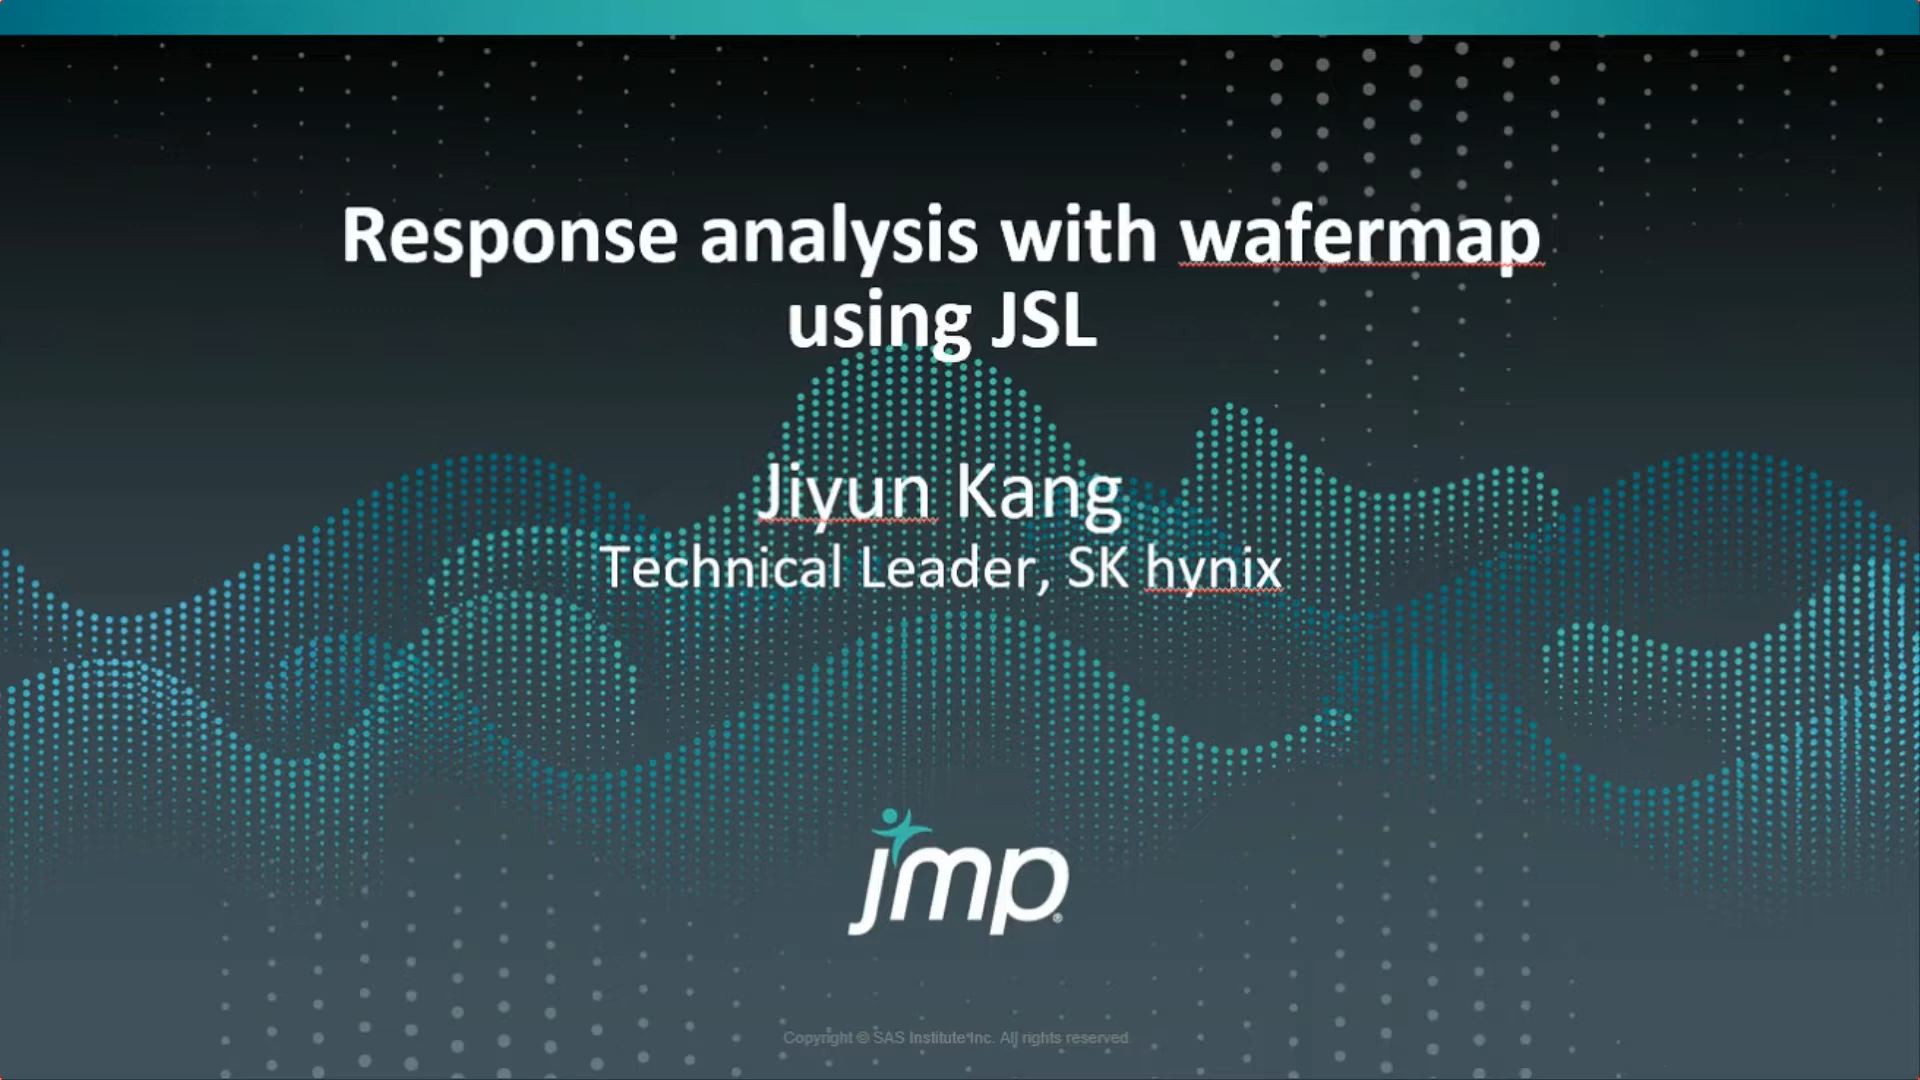 Response analysis with wafermap
using JSL
Jiyun Kang
Technical Leader, SK hynix
jmp®
Copyright © SAS Institute Inc. All rights reserved.